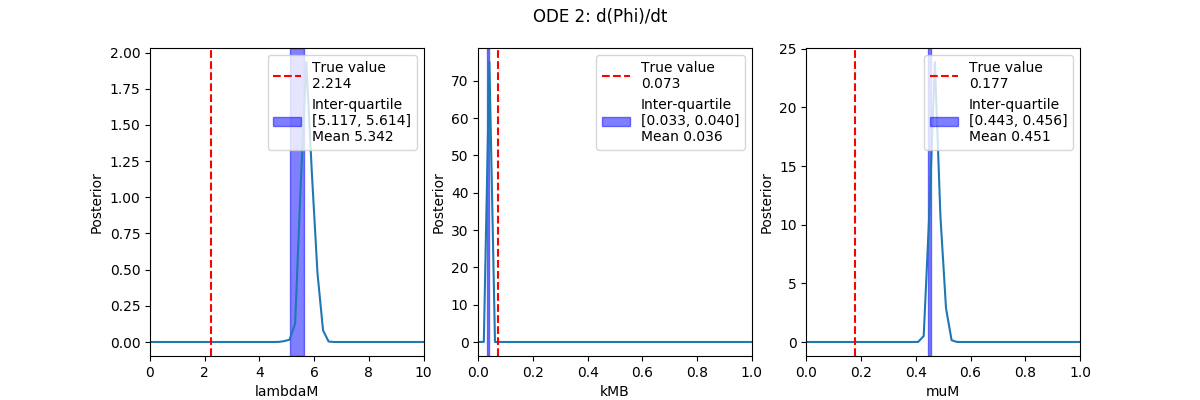 ODE 2: d(Phi)/dt
2.00
1.75
1.50
1.25
1.00
0.75
0.50
0.25
0.00
Posterior
0
2
4
6
8
10
lambdaM
True value
2.214
Inter-quartile
[5.117, 5.614]
Mean 5.342
70
60
50
40
30
20
10
0
Posterior
0.0
0.2
0.4
0.6
0.8
1.0
kMB
True value
0.073
Inter-quartile
[0.033, 0.040]
Mean 0.036
25
20
15
10
5
0
Posterior
0.0
0.2
0.4
0.6
0.8
1.0
muM
True value
0.177
Inter-quartile
[0.443, 0.456]
Mean 0.451